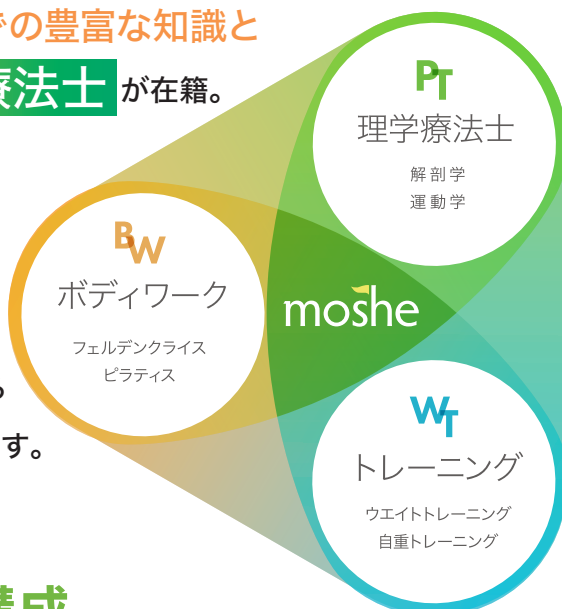 での豊富な知識と
療法士 が在籍。
PT
理学療法士
解剖学
運動学
BW
ボディワーク
フェルデンクライス
ピラティス
moshe
す。
WT
トレーニング
ウエイトトレーニング
自重トレーニング
構成